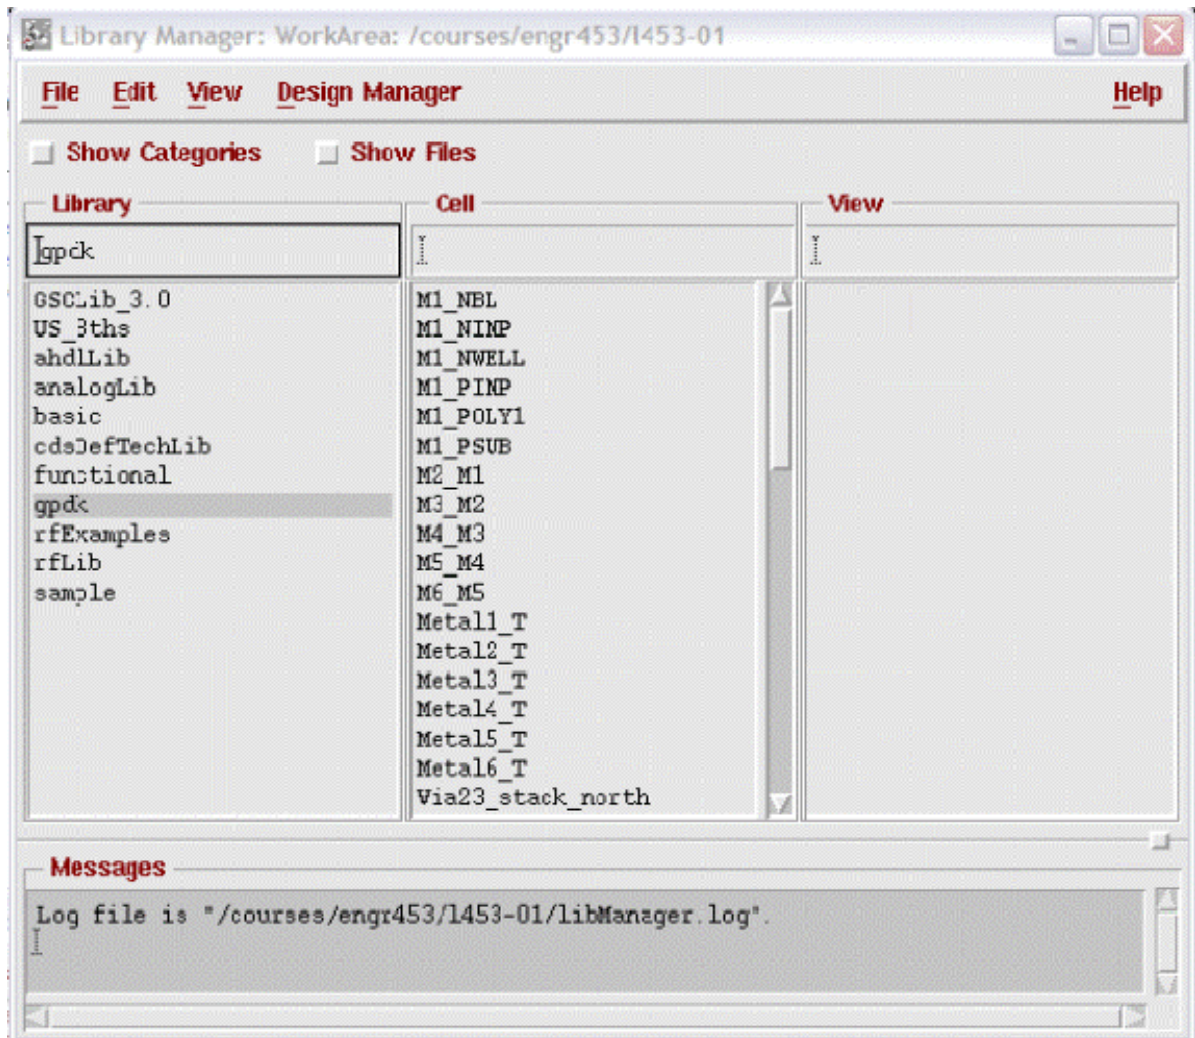 Library Manager: WorkArea: /courses/engr453/l453-01
File Edit View Design Manager Help
Show Categories Show Files
Library Cell View
gpdk
GSCLib_3.0
US_8ths
ahdlLib
analogLib
basic
cdsDefTechLib
functional
gpdk
rfExamples
rfLib
sample
M1_NBL
M1_NIMP
M1_NWELL
M1_PIMP
M1_POLY1
M1_PSUB
M2_M1
M3_M2
M4_M3
M5_M4
M6_M5
Metal1_T
Metal2_T
Metal3_T
Metal4_T
Metal5_T
Metal6_T
Via23_stack_north
Messages
Log file is "/courses/engr453/l453-01/libManager.log".